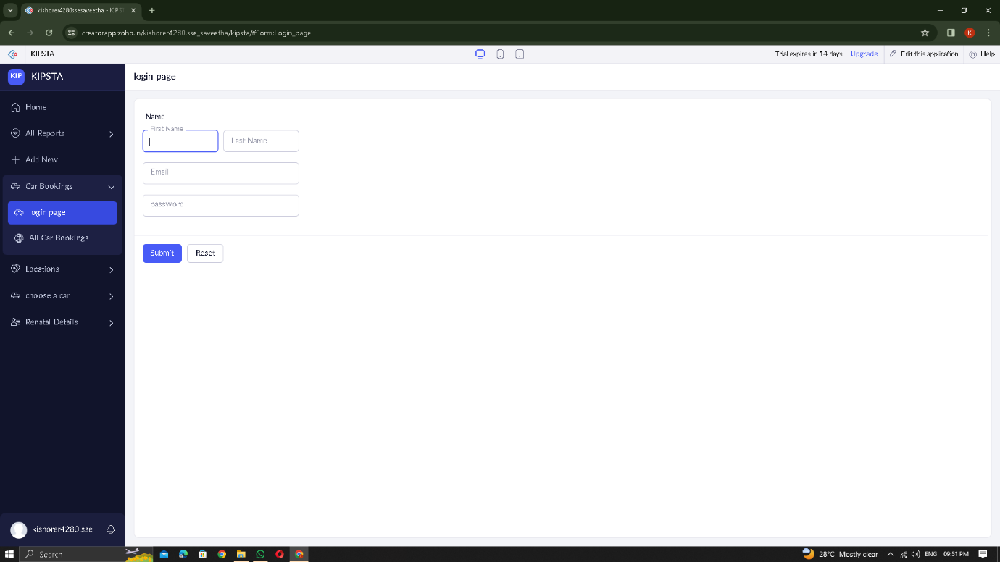 kishorer4280ssesaveetha - KIPST
creatorapp.zoho.in/kishorer4280.sse_saveetha/kipsta/#Form:Login_page
K
KIPSTA
Trial expires in 14 days Upgrade Edit this application Help
KIP KIPSTA
login page
Home
All Reports
Add New
Car Bookings
login page
All Car Bookings
Locations
choose a car
Renatal Details
Name
First Name
Last Name
Email
password
Submit Reset
kishorer4280.sse
Search
28°C Mostly clear ENG 09:51 PM